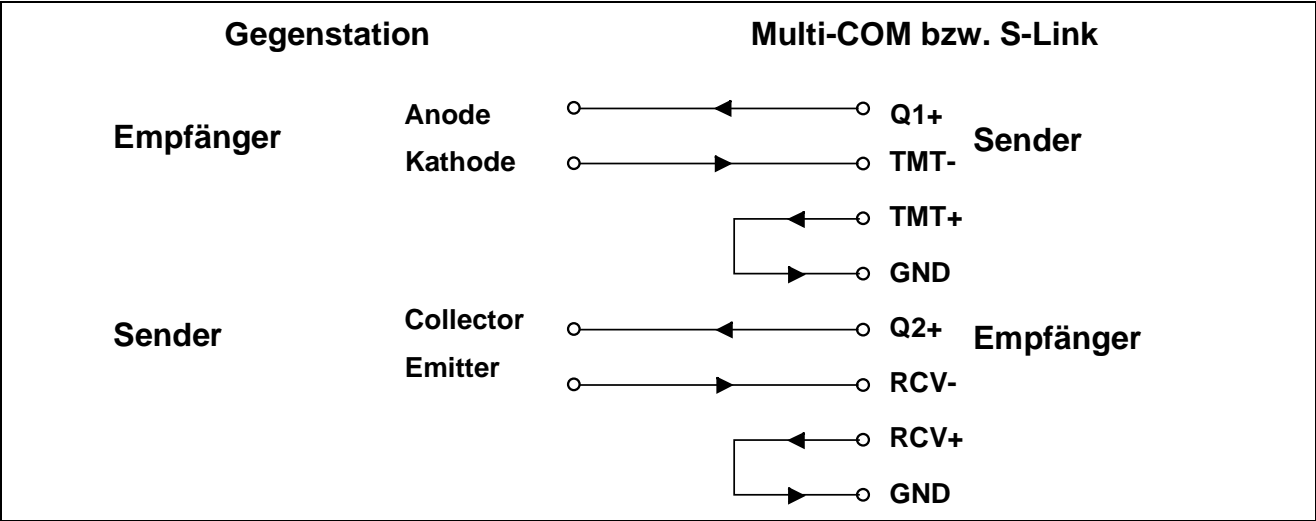 Gegenstation Multi-COM bzw. S-Link
Anode Q1+
Empfänger Sender
Kathode TMT-
TMT+
GND
Collector Q2+
Sender Empfänger
Emitter RCV-
RCV+
GND